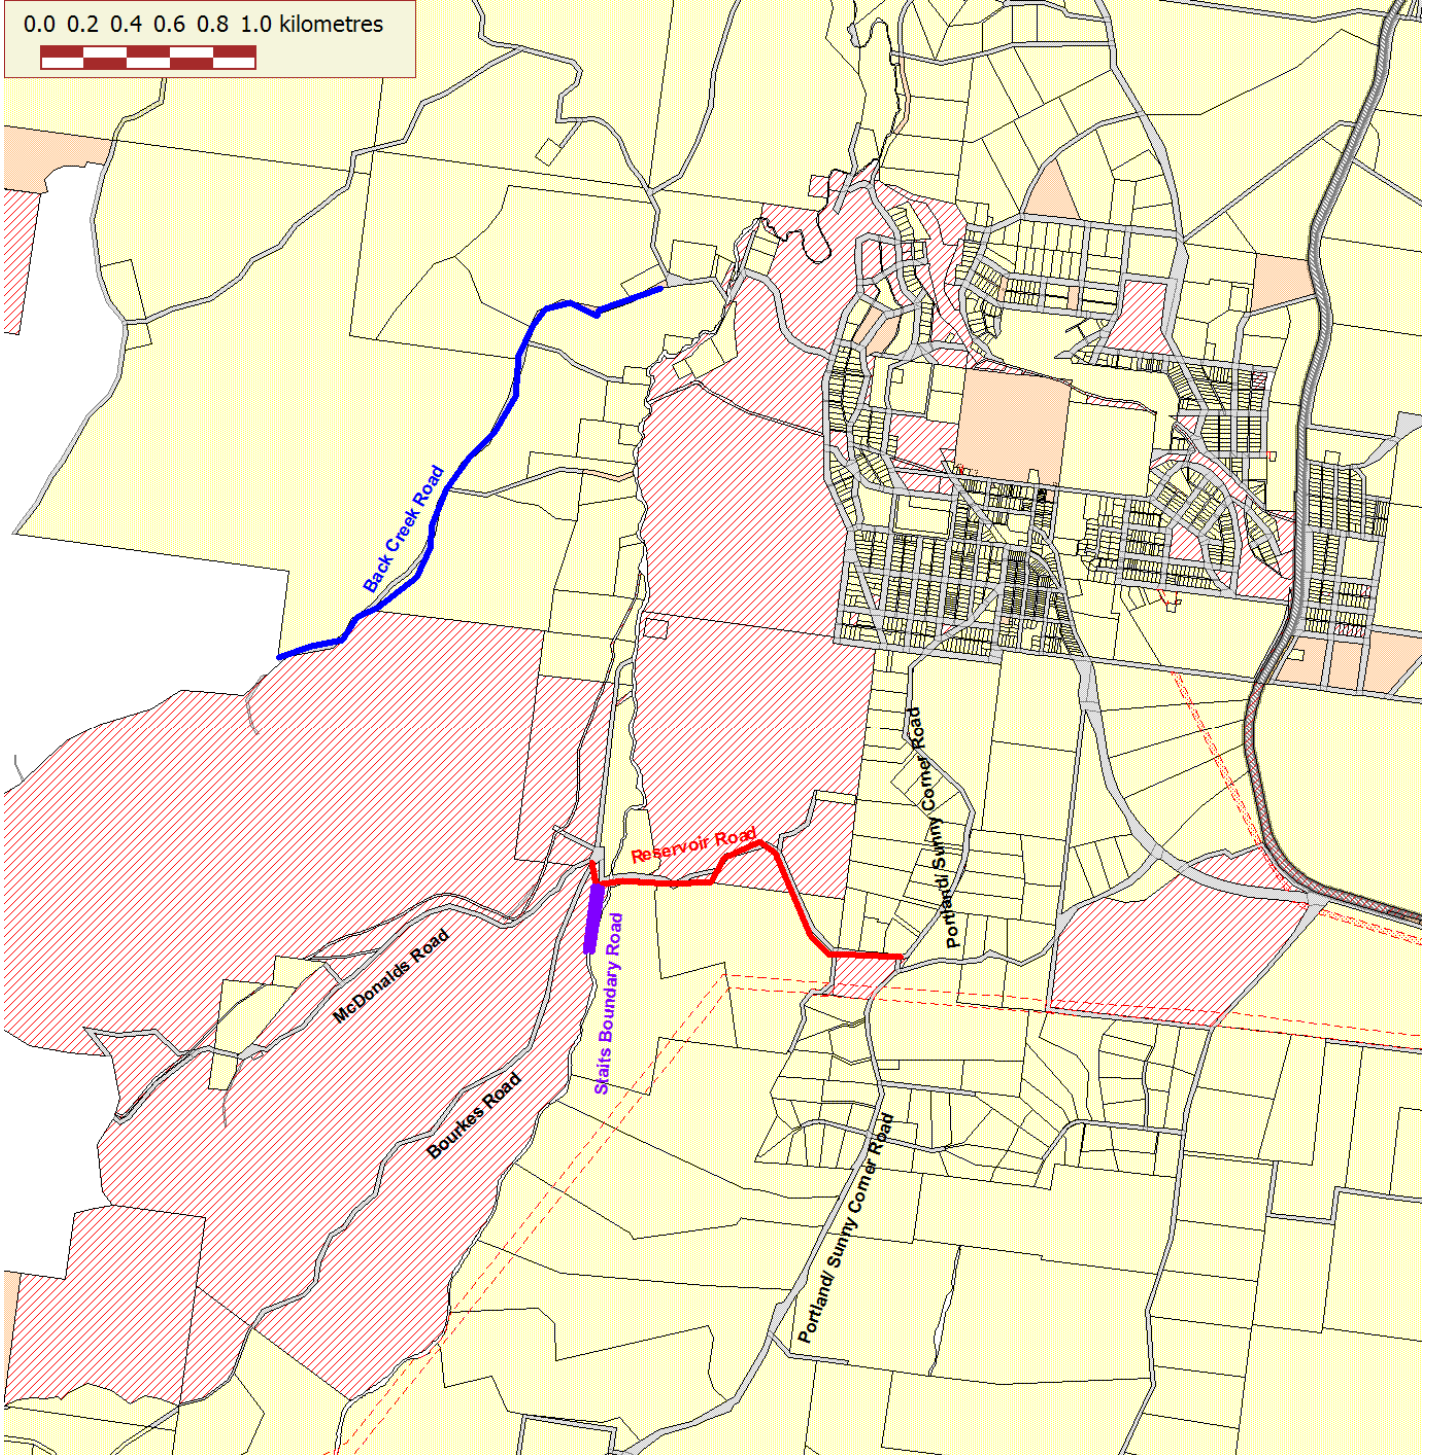 0.0 0.2 0.4 0.6 0.8 1.0 kilometres
Back Creek Road
Portland/ Sunny Corner Road
Reservoir Road
Staits Boundary Road
McDonalds Road
Bourkes Road
Portland/ Sunny Corner Road